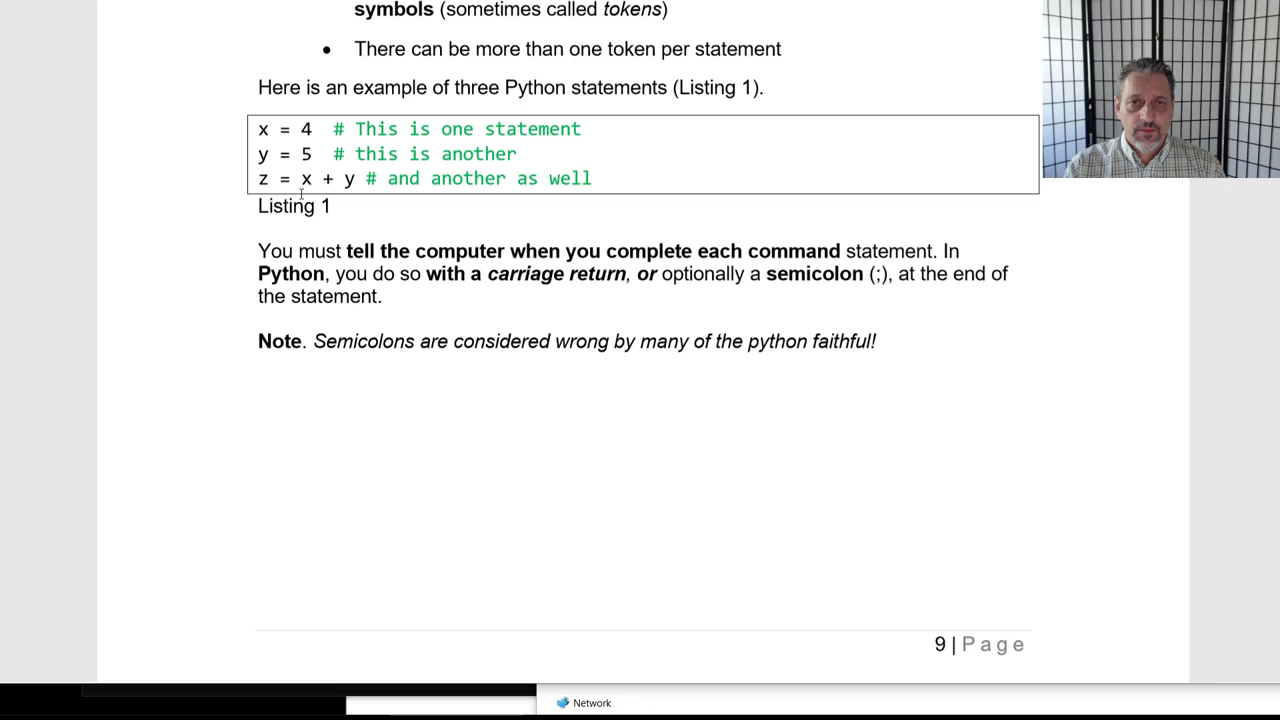 symbols (sometimes called tokens)
• There can be more than one token per statement
Here is an example of three Python statements (Listing 1).
x = 4  # This is one statement
y = 5  # this is another
z = x + y # and another as well
Listing 1
You must tell the computer when you complete each command statement. In
Python, you do so with a carriage return, or optionally a semicolon (;), at the end of
the statement.
Note. Semicolons are considered wrong by many of the python faithful!
9 | Page
Network